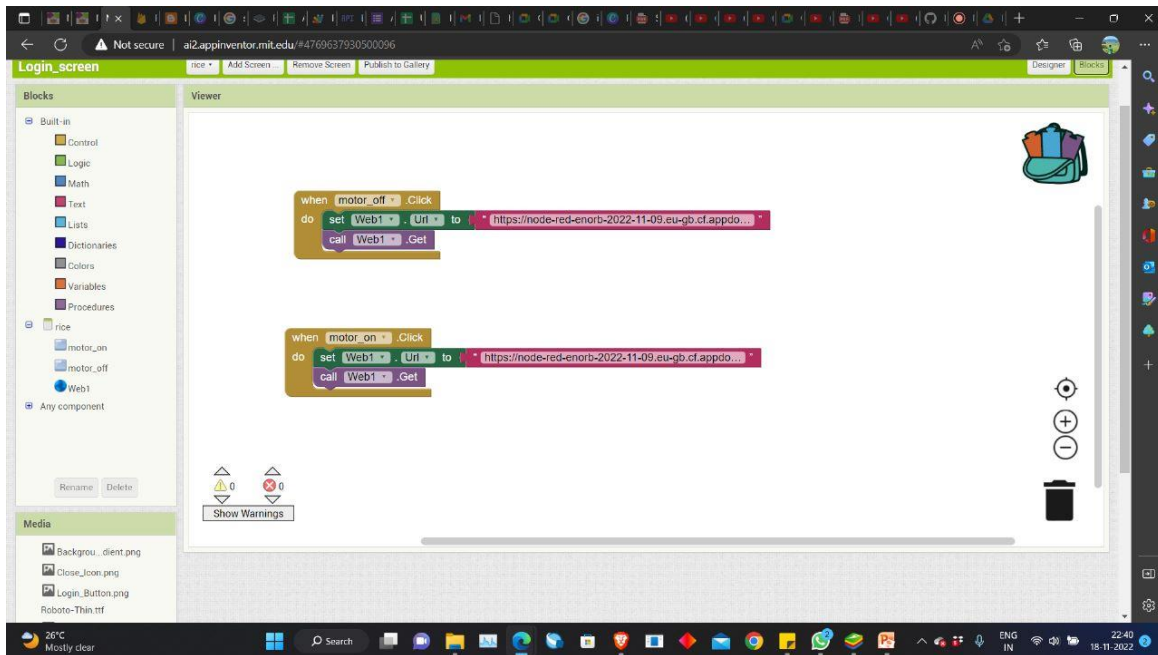 Not secure ai2.appinventor.mit.edu/#4769637930500096
Login_screen rice Add Screen ... Remove Screen Publish to Gallery Designer Blocks
Blocks Viewer
Built-in
Control
Logic
Math
Text
Lists
Dictionaries
Colors
Variables
Procedures
rice
motor_on
motor_off
Web1
Any component
Rename Delete
when motor_off .Click
do set Web1 . Url to " https://node-red-enorb-2022-11-09.eu-gb.cf.appdo... "
call Web1 .Get
when motor_on .Click
do set Web1 . Url to " https://node-red-enorb-2022-11-09.eu-gb.cf.appdo... "
call Web1 .Get
0 0
Show Warnings
Media
Backgrou...dient.png
Close_Icon.png
Login_Button.png
Roboto-Thin.ttf
26°C
Mostly clear
Search
ENG
IN
22:40
18-11-2022